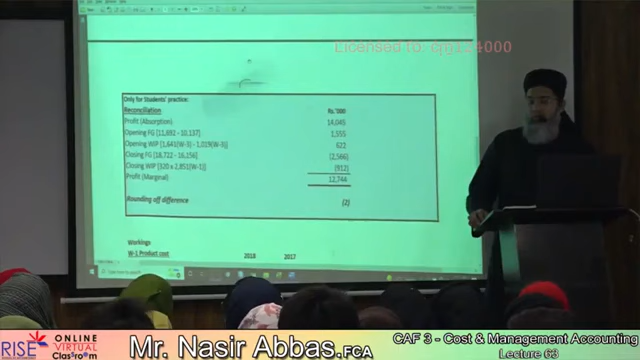 Licensed to: cprj124000
Only for Students' practice:
Reconciliation Rs.'000
Profit (Absorption) 14,045
Opening FG [11,692 - 10,137] 1,555
Opening WIP [1,641(W-3) - 1,019(W-3)] 622
Closing FG [18,722 - 16,156] (2,566)
Closing WIP [320 x 2,851(W-1)] (912)
Profit (Marginal) 12,744
Rounding off difference (2)
Workings
W-1 Product cost 2018 2017
RISE ONLINE VIRTUAL Classroom
Mr. Nasir Abbas.FCA
CAF 3 - Cost & Management Accounting
Lecture 63